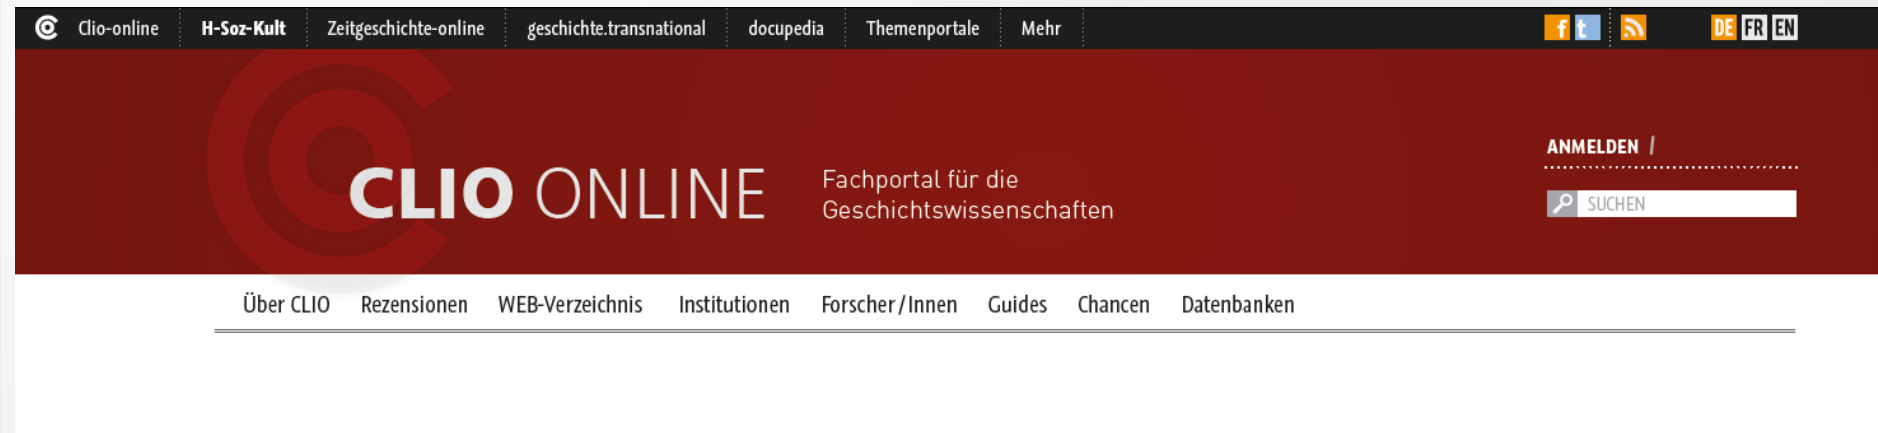 Clio-online H-Soz-Kult Zeitgeschichte-online geschichte.transnational docupedia Themenportale Mehr f t DE FR EN
ANMELDEN /
CLIO ONLINE
Fachportal für die
Geschichtswissenschaften
SUCHEN
Über CLIO Rezensionen WEB-Verzeichnis Institutionen Forscher/Innen Guides Chancen Datenbanken